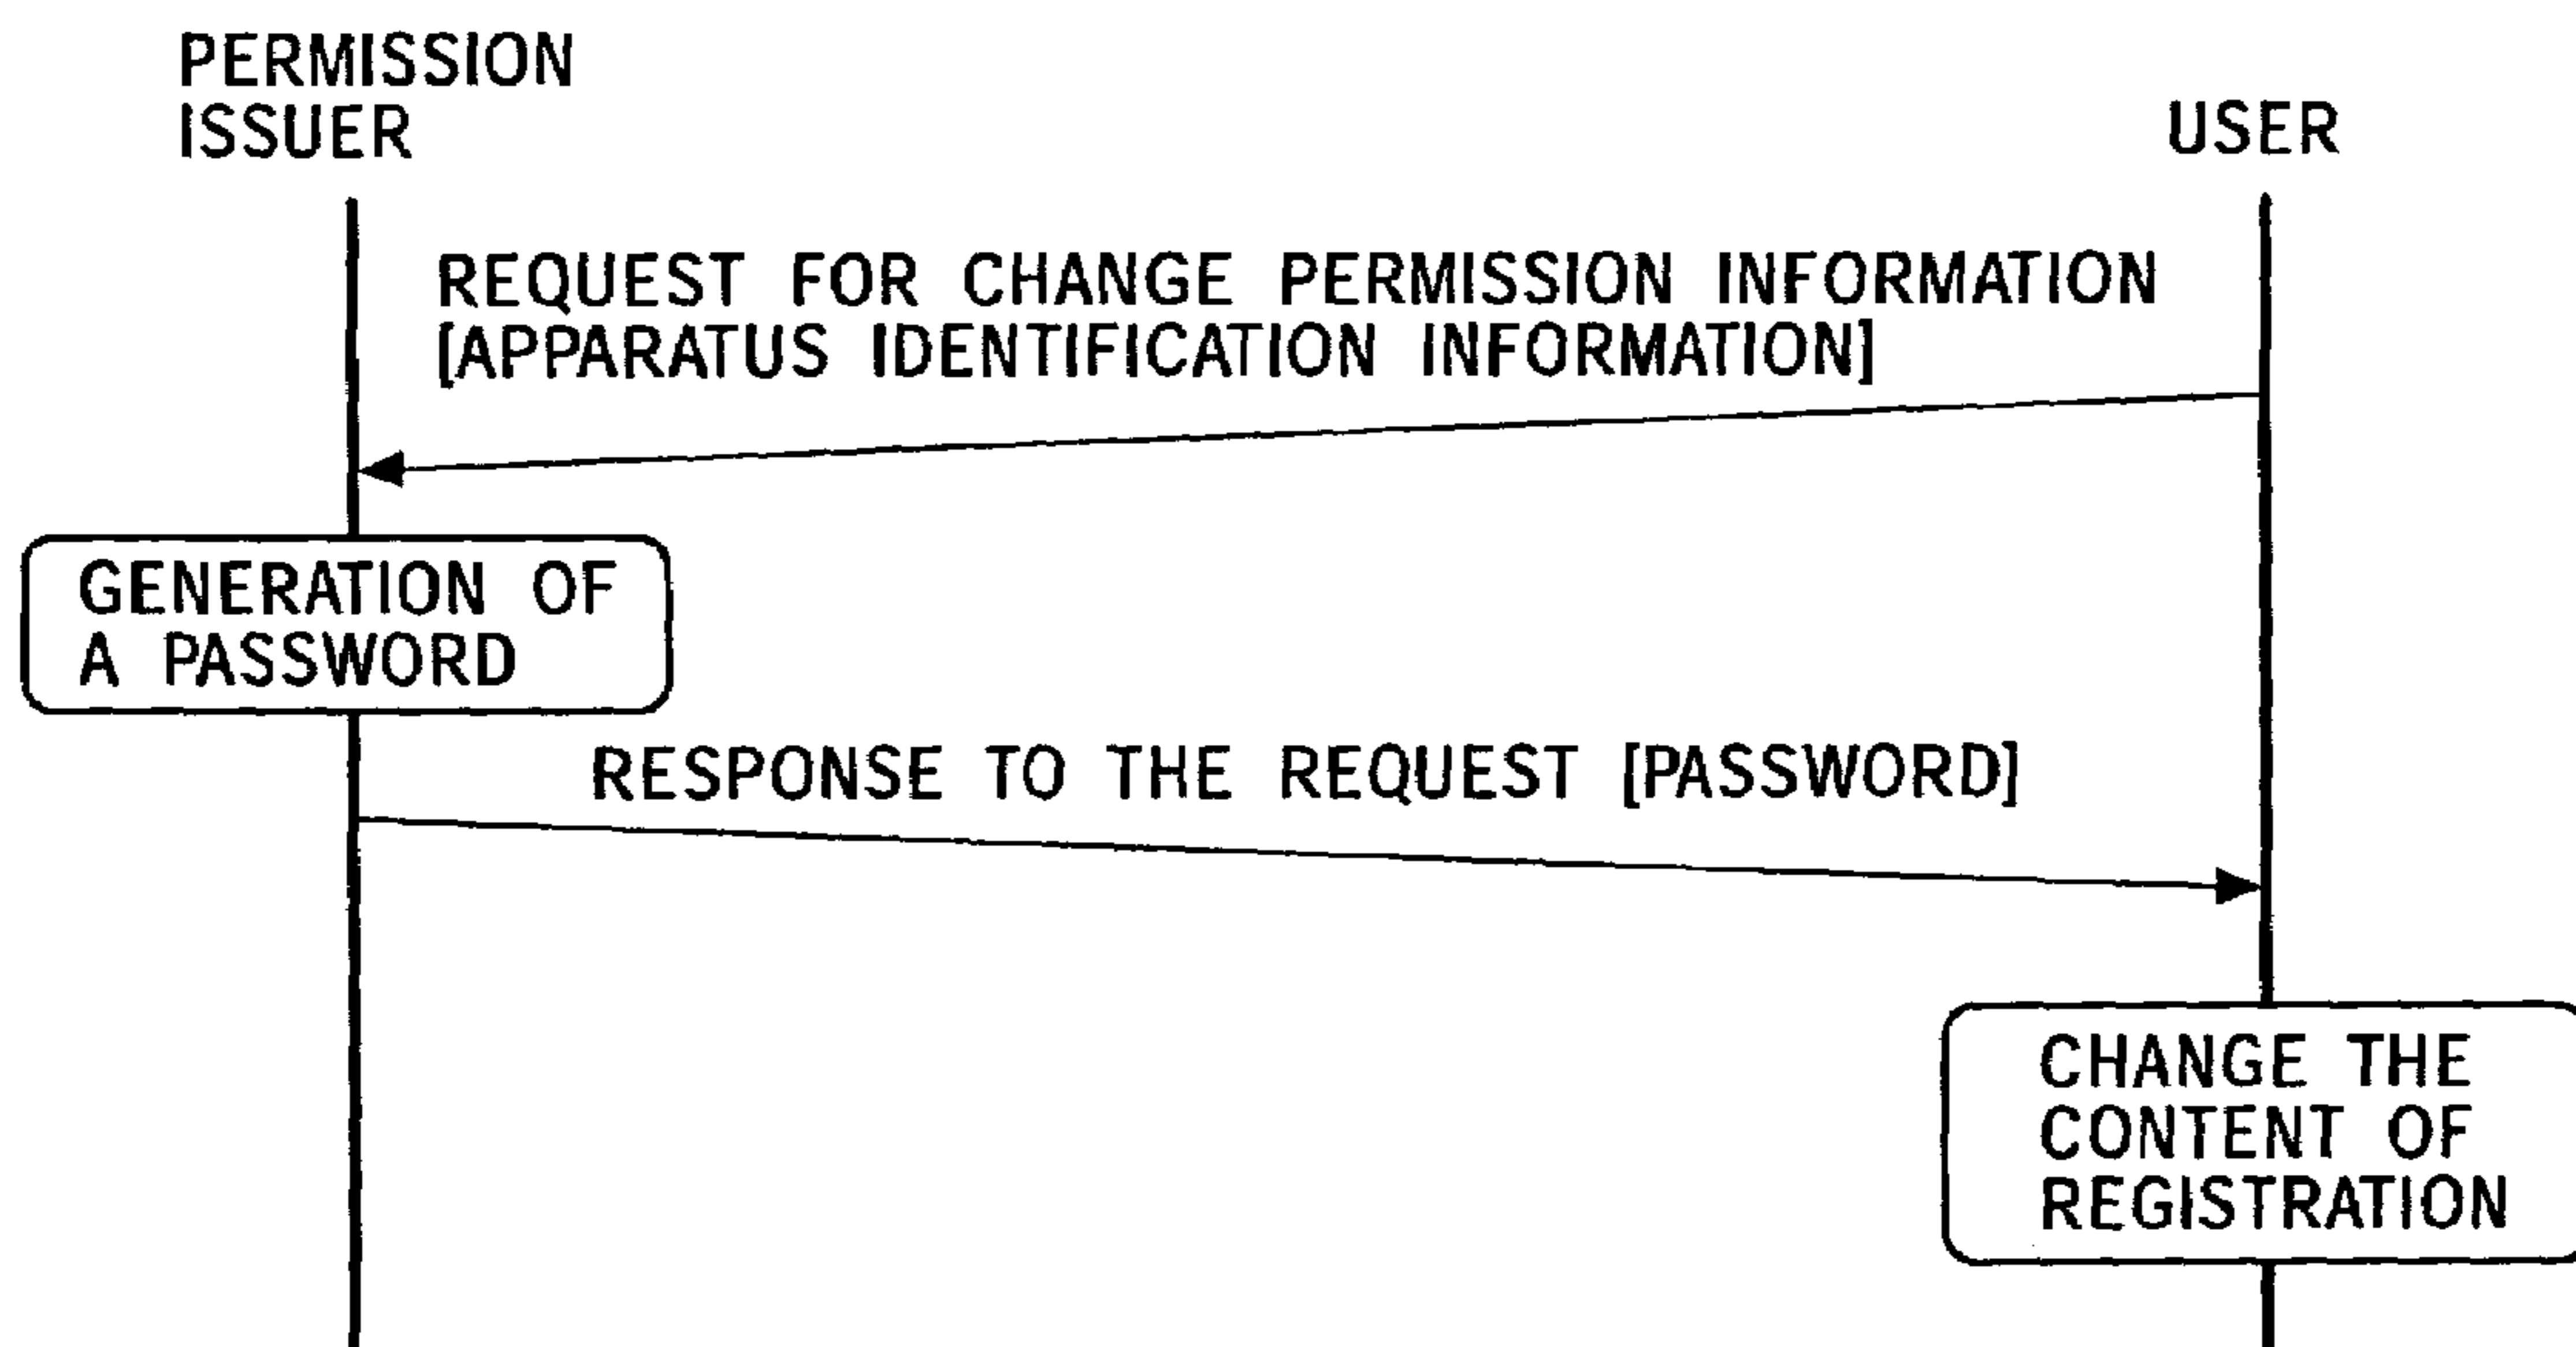 PERMISSION
ISSUER
USER
REQUEST FOR CHANGE PERMISSION INFORMATION
[APPARATUS IDENTIFICATION INFORMATION]
GENERATION OF
A PASSWORD
RESPONSE TO THE REQUEST [PASSWORD]
CHANGE THE
CONTENT OF
REGISTRATION